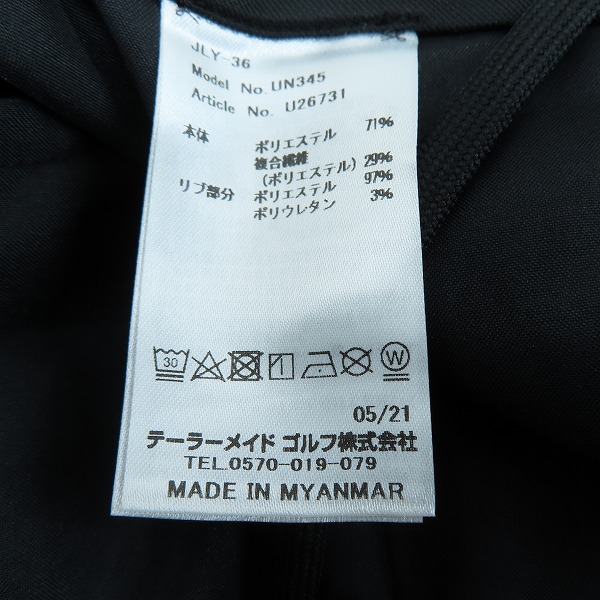 JLY-36
Model No. UN345
Article No. U26731
本体 ポリエステル 71%
複合繊維
(ポリエステル) 29%
リブ部分 ポリエステル 97%
ポリウレタン 3%
30
W
05/21
テーラーメイド ゴルフ株式会社
TEL.0570-019-079
MADE IN MYANMAR